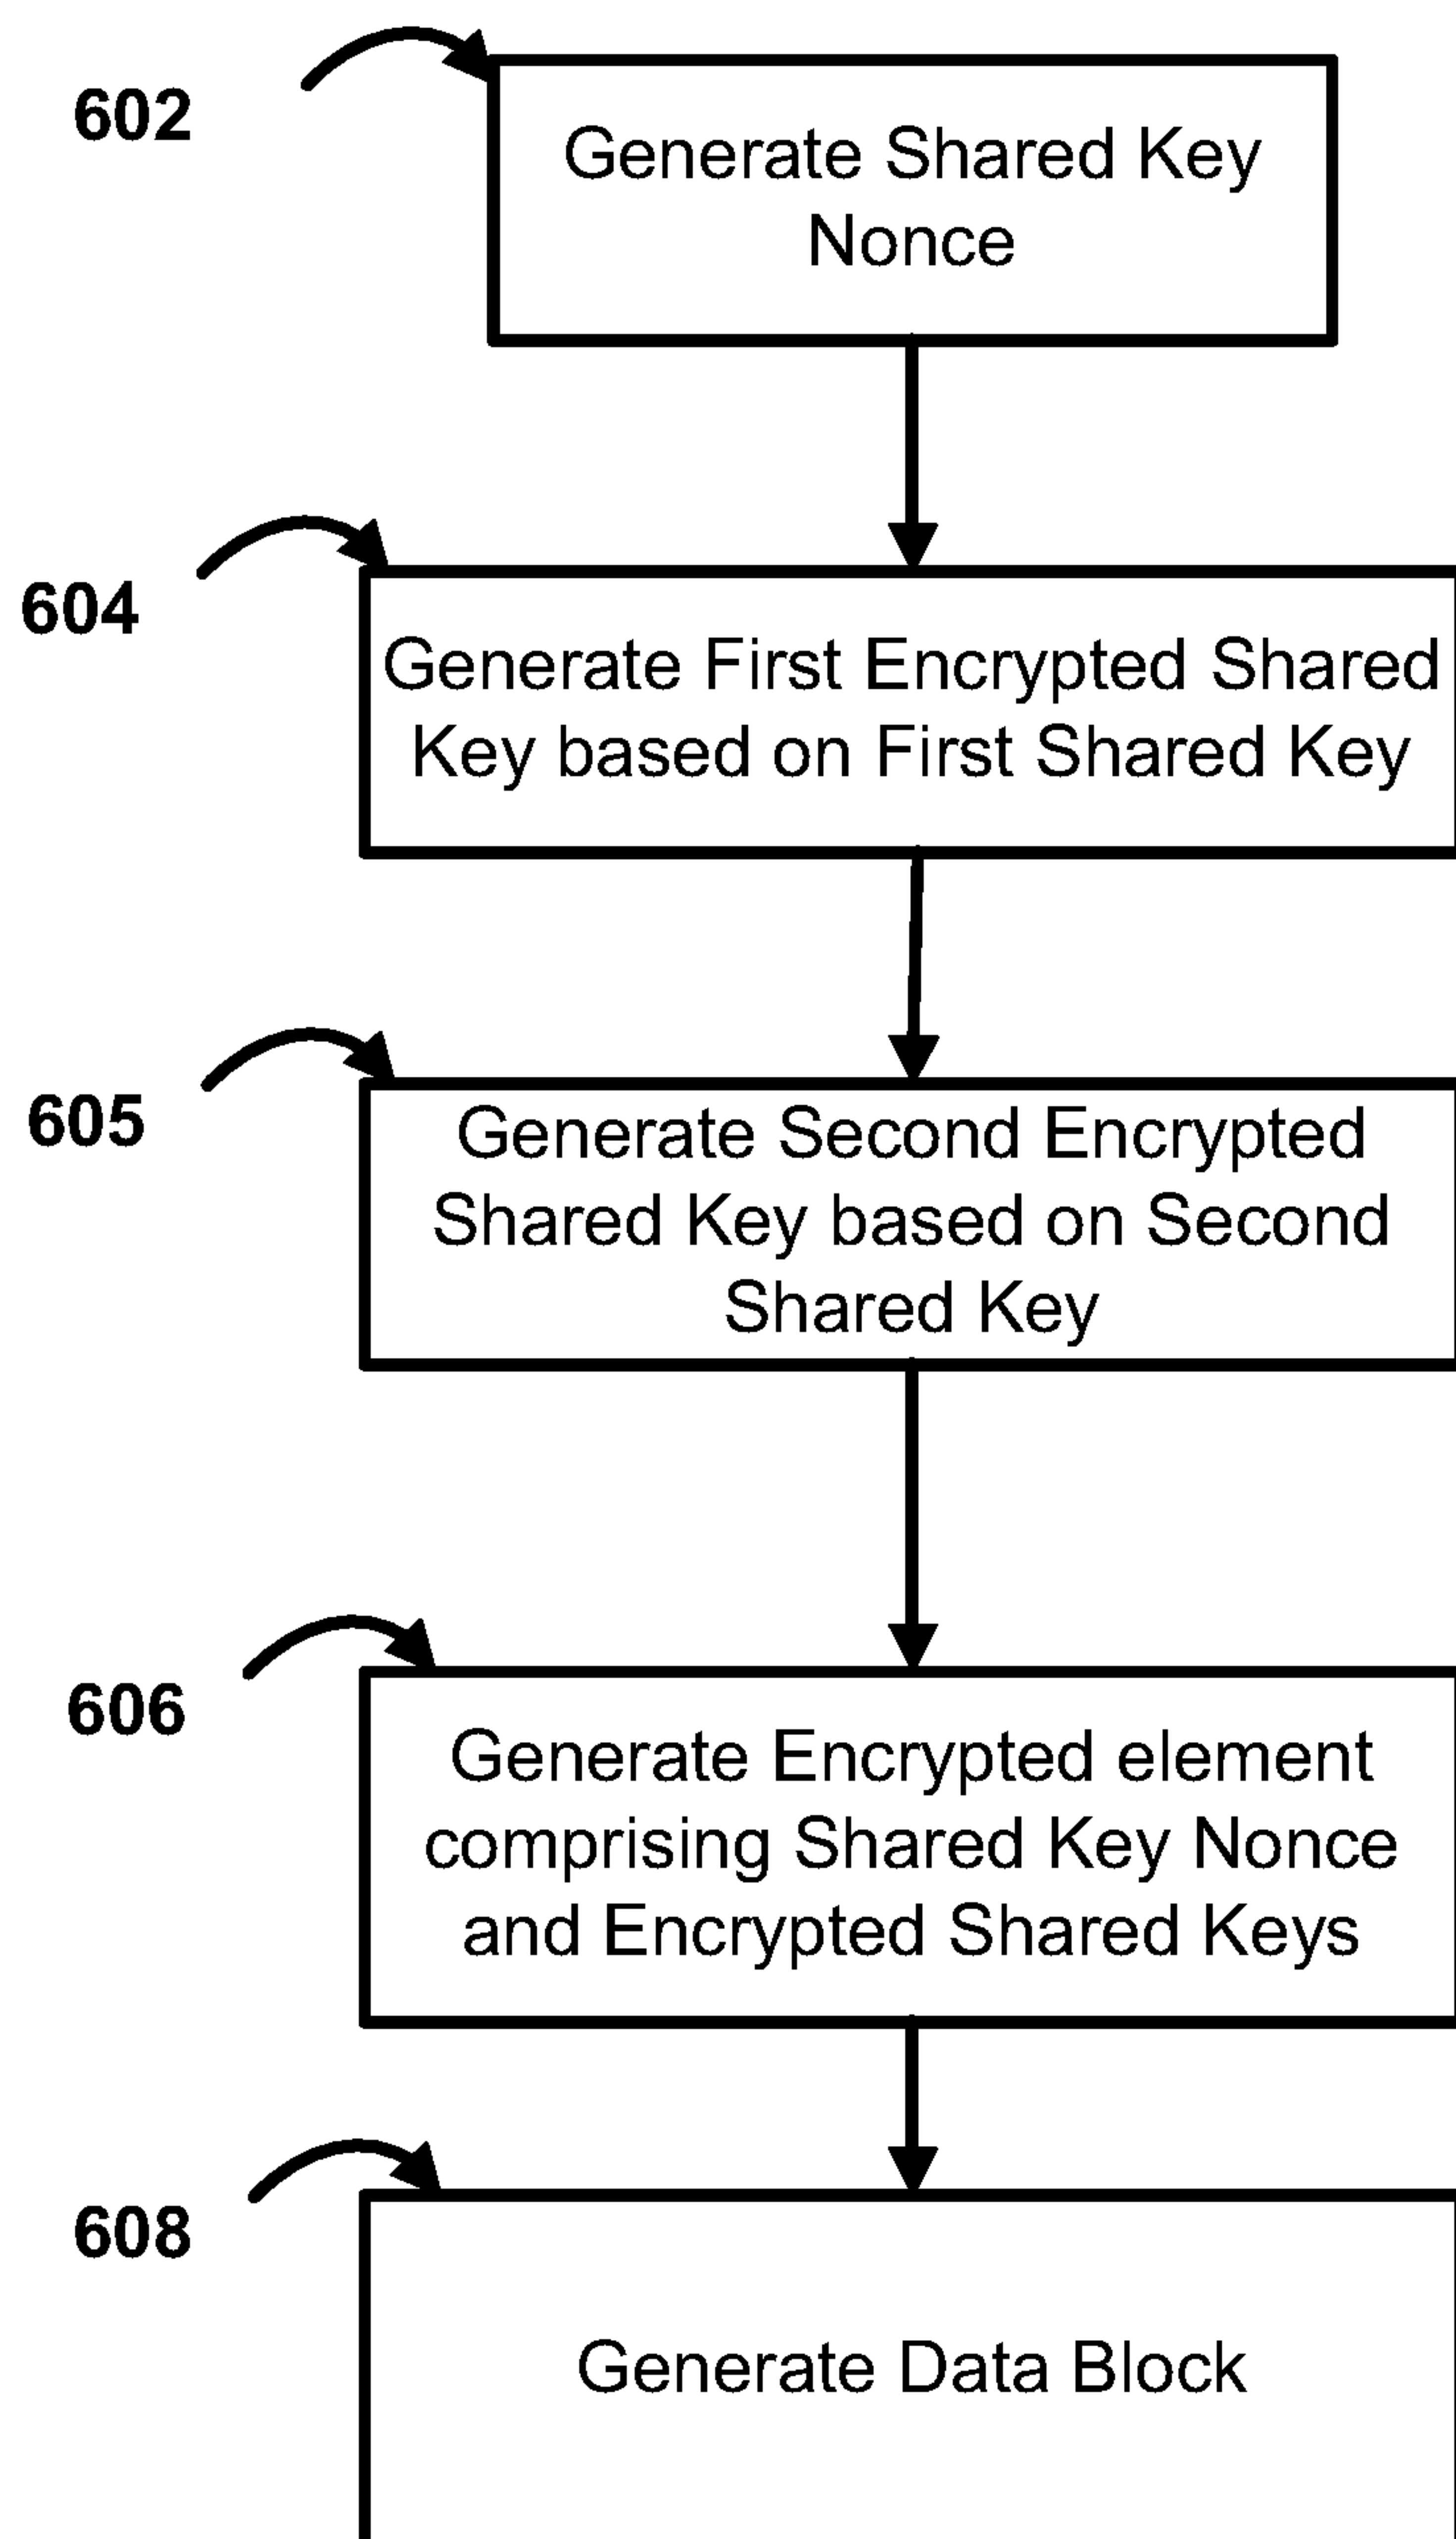 602
Generate Shared Key
Nonce
604
Generate First Encrypted Shared
Key based on First Shared Key
605
Generate Second Encrypted
Shared Key based on Second
Shared Key
606
Generate Encrypted element
comprising Shared Key Nonce
and Encrypted Shared Keys
608
Generate Data Block